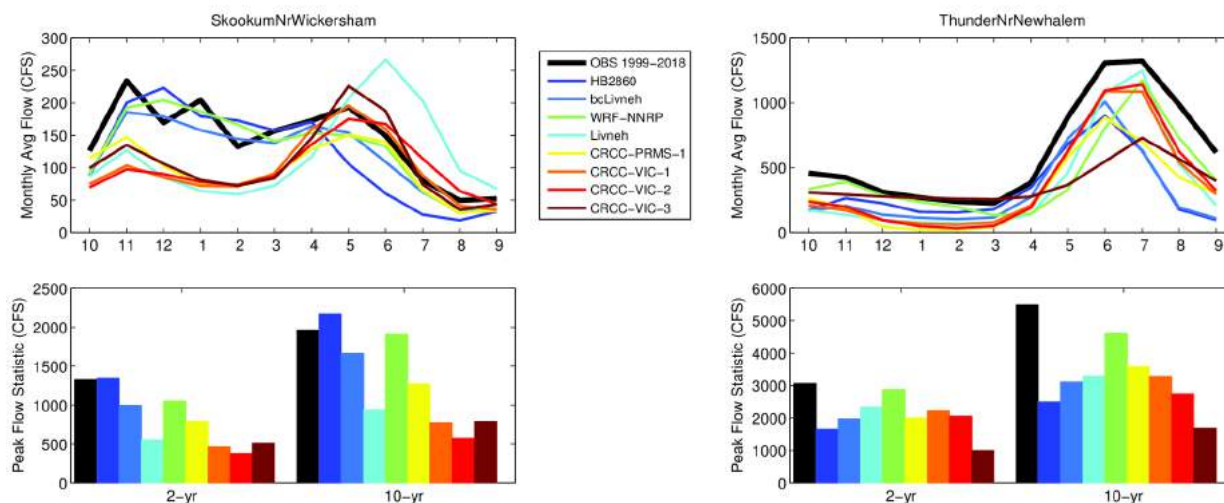 SkookumNrWickersham
Monthly Avg Flow (CFS)
300
250
200
150
100
50
0
10 11 12 1 2 3 4 5 6 7 8 9
OBS 1999-2018
HB2860
bcLivneh
WRF-NNRP
Livneh
CRCC-PRMS-1
CRCC-VIC-1
CRCC-VIC-2
CRCC-VIC-3
ThunderNrNewhalem
Monthly Avg Flow (CFS)
1500
1000
500
0
10 11 12 1 2 3 4 5 6 7 8 9
Peak Flow Statistic (CFS)
2500
2000
1500
1000
500
0
2-yr 10-yr
Peak Flow Statistic (CFS)
6000
5000
4000
3000
2000
1000
0
2-yr 10-yr